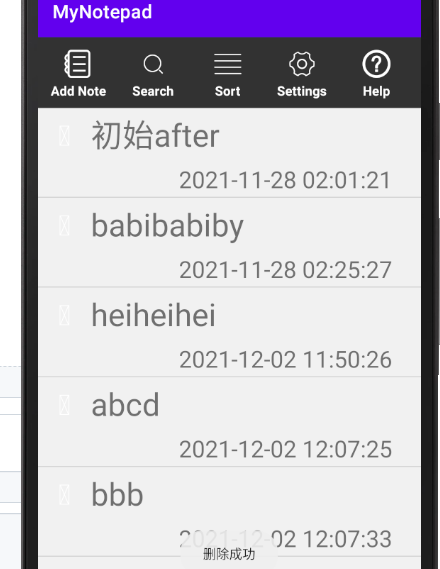 MyNotepad
Add Note Search Sort Settings Help
初始after
2021-11-28 02:01:21
babibabiby
2021-11-28 02:25:27
heiheihei
2021-12-02 11:50:26
abcd
2021-12-02 12:07:25
bbb
2021-12-02 12:07:33
删除成功